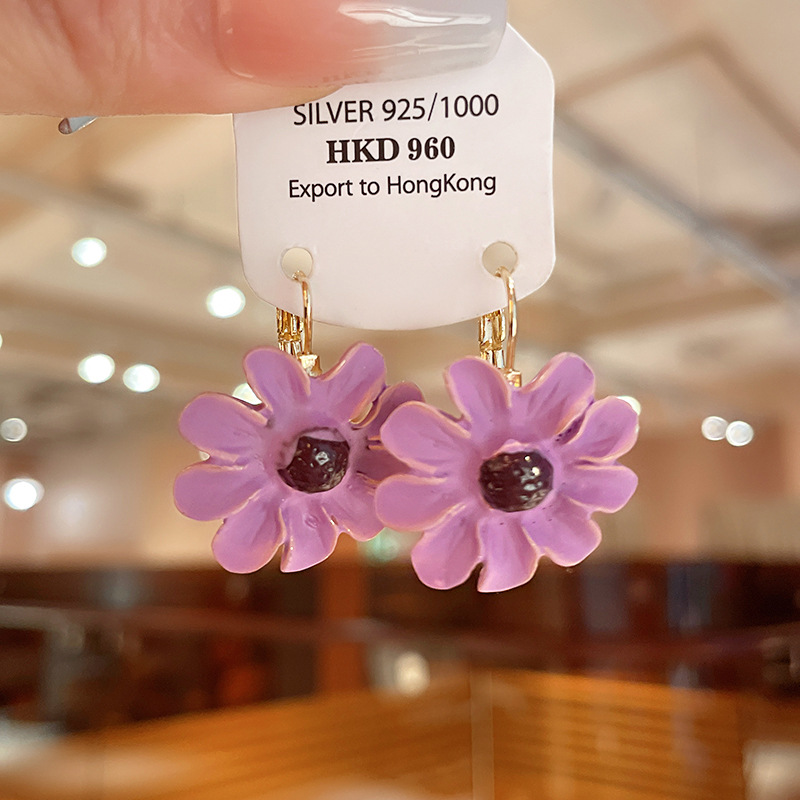 SILVER 925/1000
HKD 960
Export to HongKong